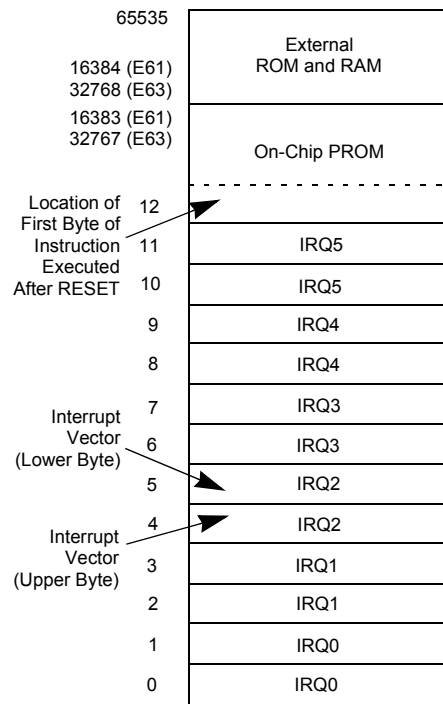 65535
External
ROM and RAM
16384 (E61)
32768 (E63)
16383 (E61)
32767 (E63)
On-Chip PROM
Location of
First Byte of
Instruction
Executed
After RESET
12
11 IRQ5
10 IRQ5
9 IRQ4
8 IRQ4
7 IRQ3
6 IRQ3
Interrupt
Vector
(Lower Byte)
5 IRQ2
4 IRQ2
Interrupt
Vector
(Upper Byte)
3 IRQ1
2 IRQ1
1 IRQ0
0 IRQ0